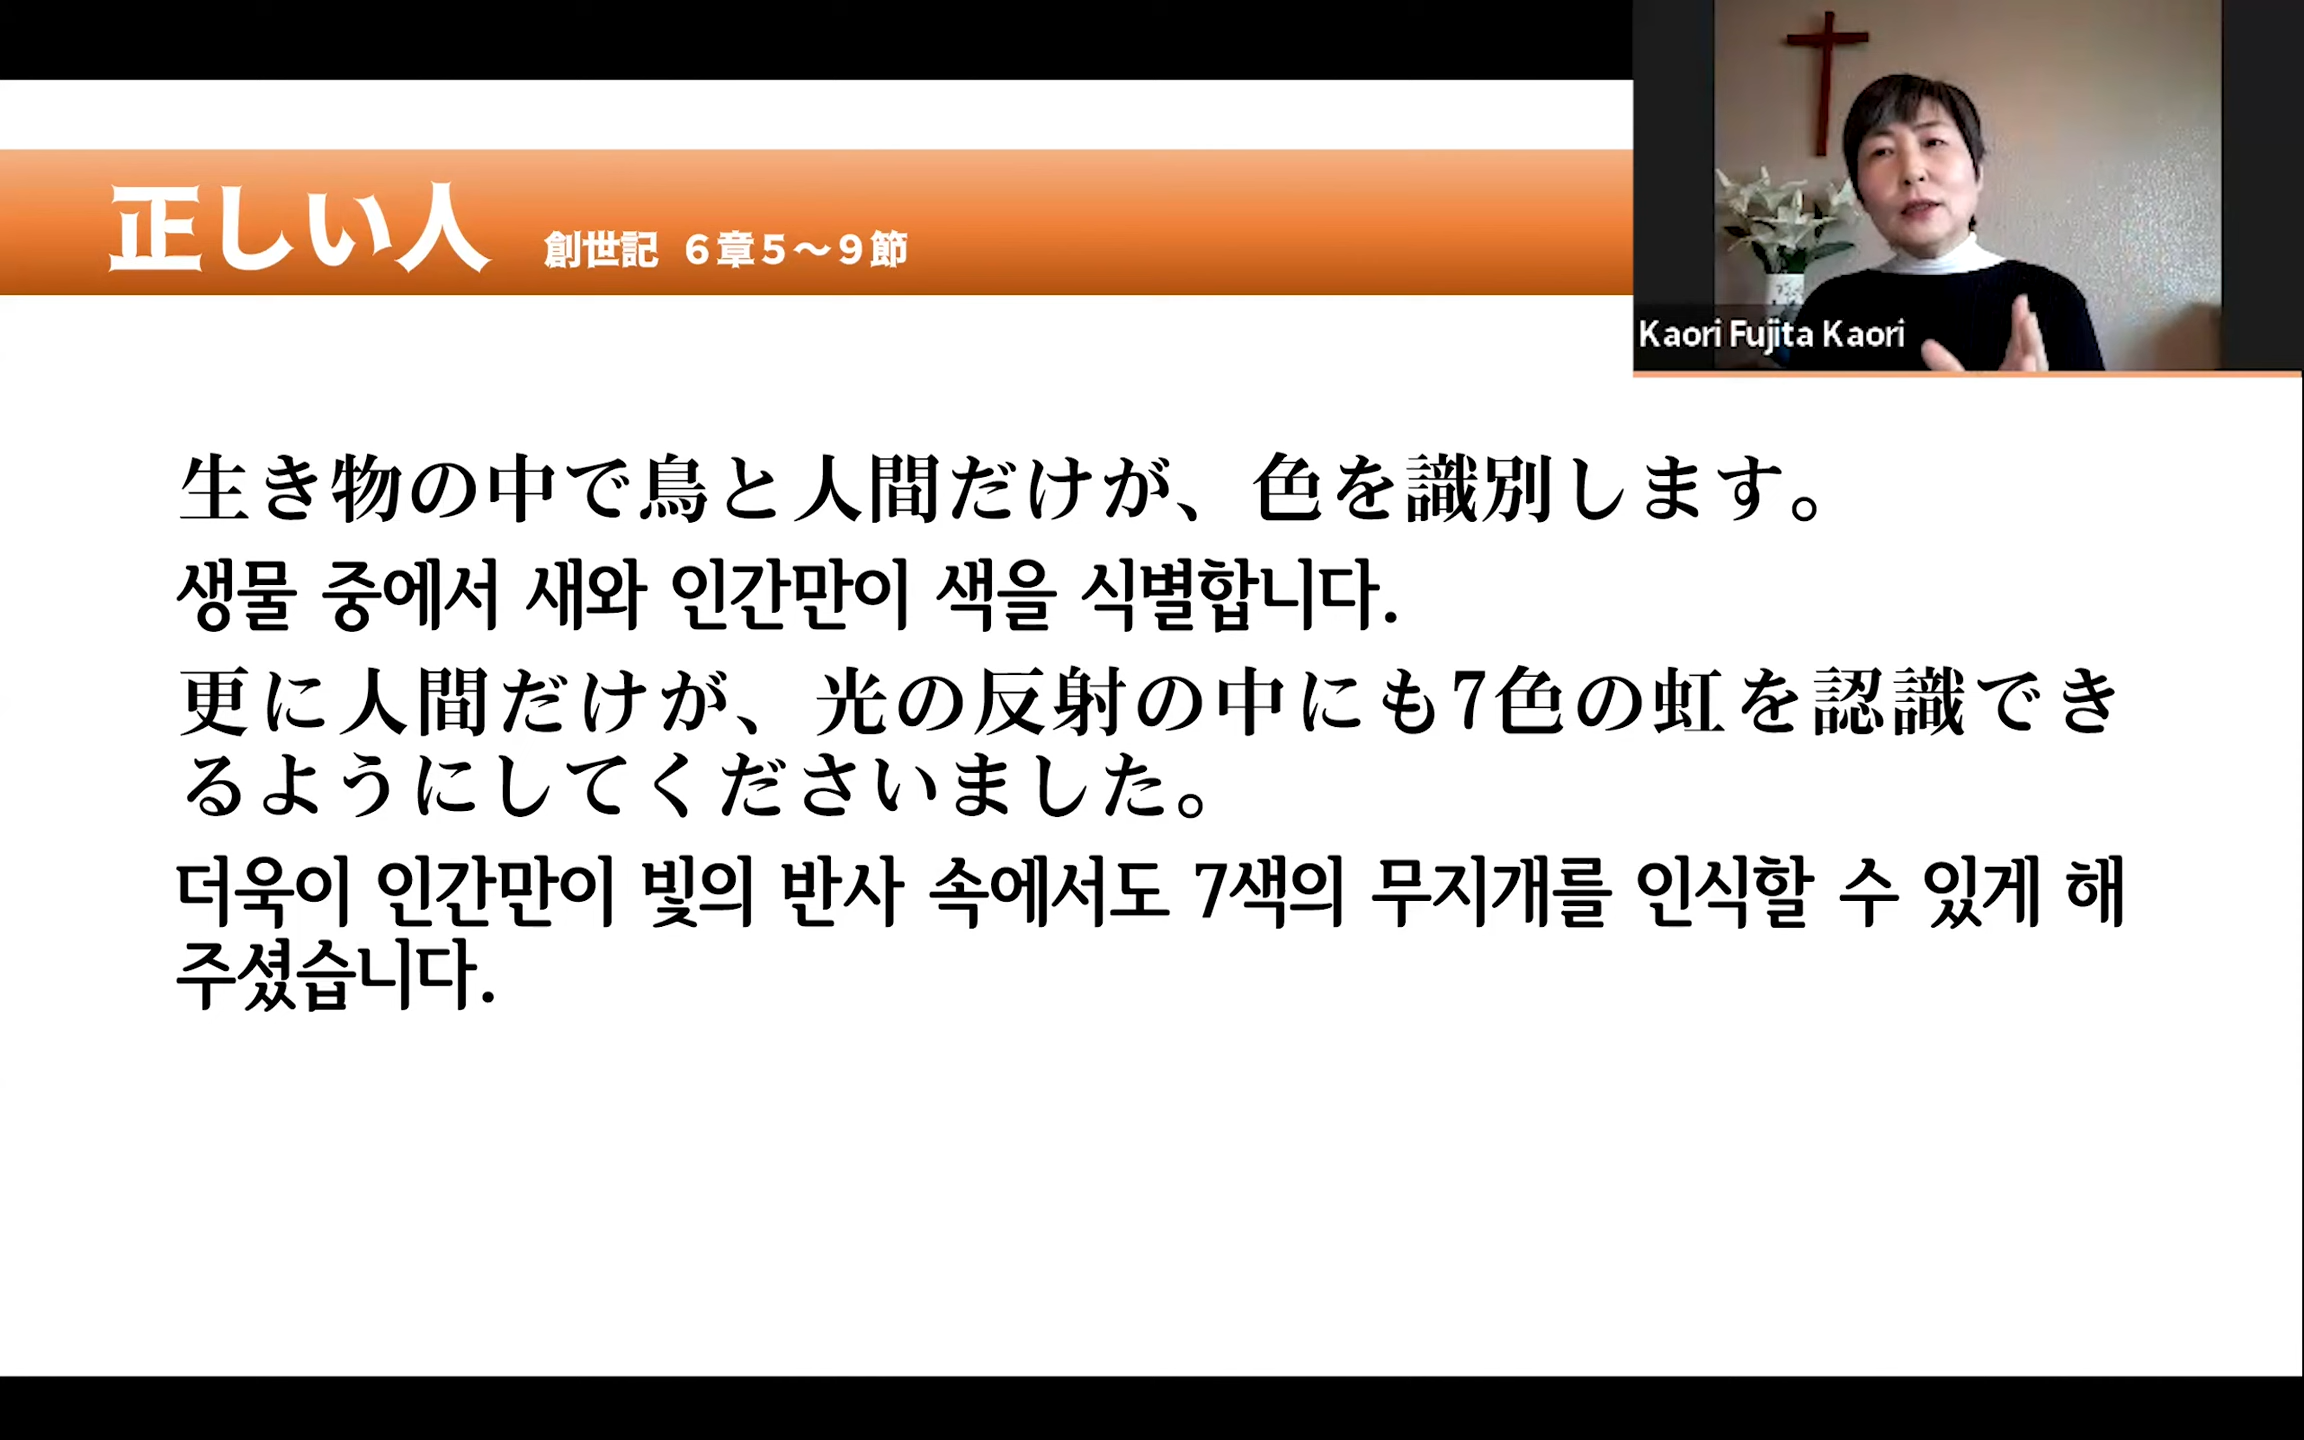 正しい人 創世記 6章5～9節
Kaori Fujita Kaori
生き物の中で鳥と人間だけが、色を識別します。
생물 중에서 새와 인간만이 색을 식별합니다.
更に人間だけが、光の反射の中にも7色の虹を認識でき
るようにしてくださいました。
더욱이 인간만이 빛의 반사 속에서도 7색의 무지개를 인식할 수 있게 해
주셨습니다.